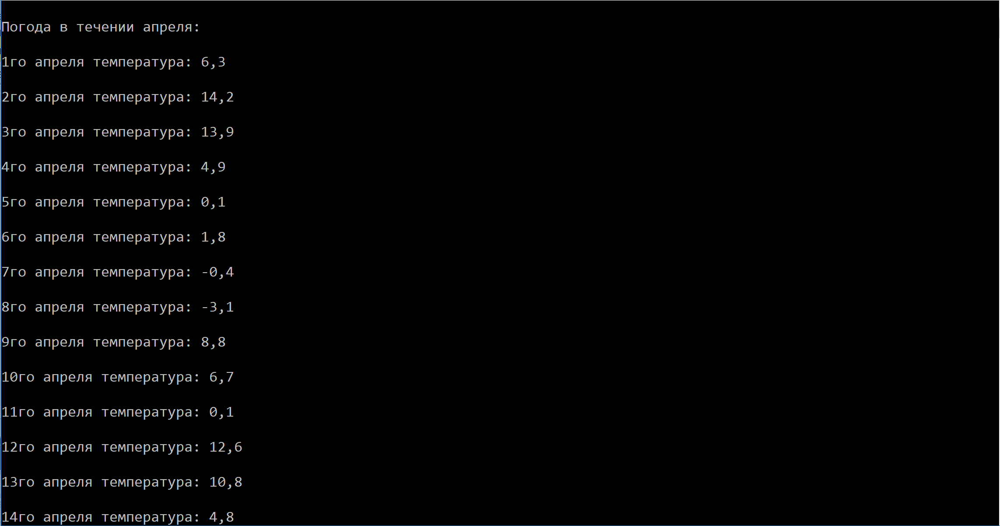 Погода в течении апреля:
1го апреля температура: 6,3
2го апреля температура: 14,2
3го апреля температура: 13,9
4го апреля температура: 4,9
5го апреля температура: 0,1
6го апреля температура: 1,8
7го апреля температура: -0,4
8го апреля температура: -3,1
9го апреля температура: 8,8
10го апреля температура: 6,7
11го апреля температура: 0,1
12го апреля температура: 12,6
13го апреля температура: 10,8
14го апреля температура: 4,8